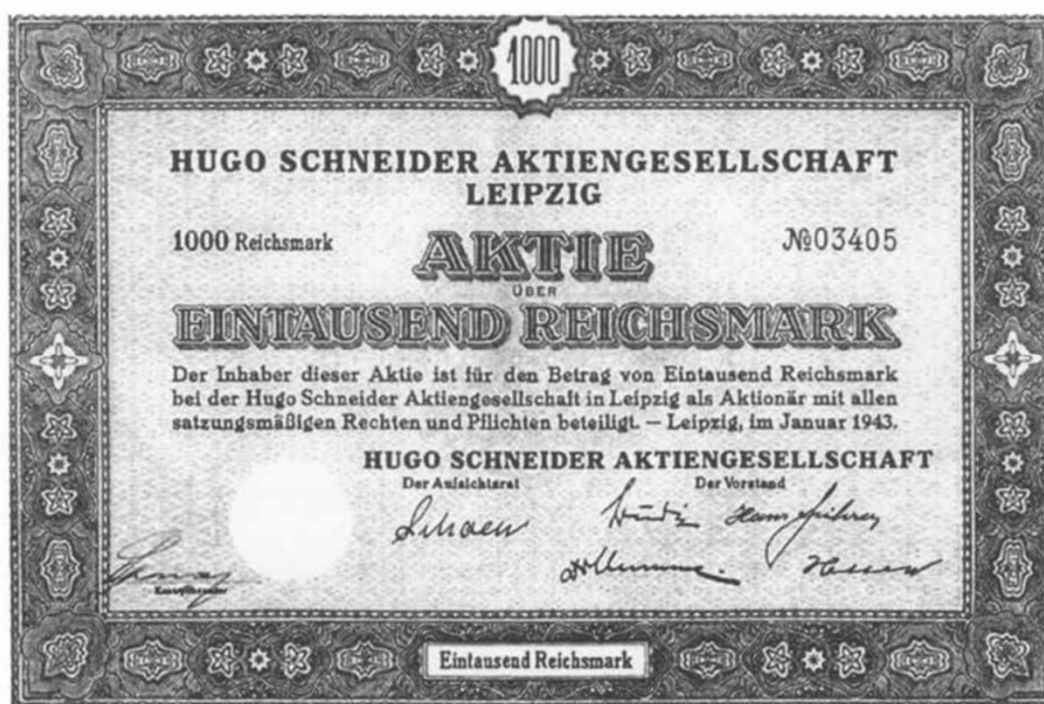 1000
HUGO SCHNEIDER AKTIENGESELLSCHAFT
LEIPZIG
1000 Reichsmark
AKTIE
№03405
ÜBER
EINTAUSEND REICHSMARK
Der Inhaber dieser Aktie ist für den Betrag von Eintausend Reichsmark
bei der Hugo Schneider Aktiengesellschaft in Leipzig als Aktionär mit allen
satzungsmäßigen Rechten und Pflichten beteiligt. — Leipzig, im Januar 1943.
HUGO SCHNEIDER AKTIENGESELLSCHAFT
Der Aufsichtsrat
Der Vorstand
Eintausend Reichsmark